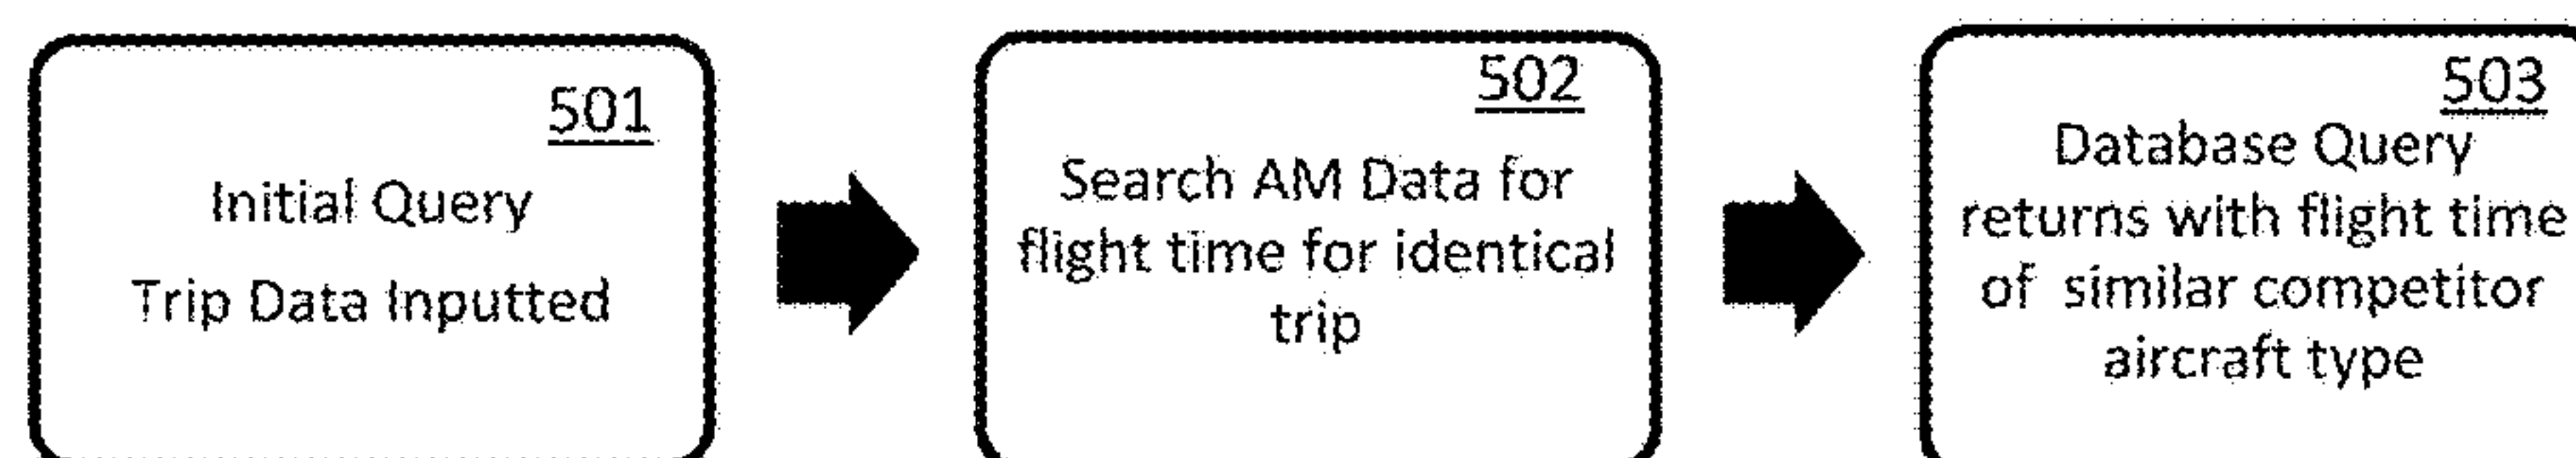 501
Initial Query
Trip Data Inputted
502
Search AM Data for
flight time for identical
trip
503
Database Query
returns with flight time
of similar competitor
aircraft type